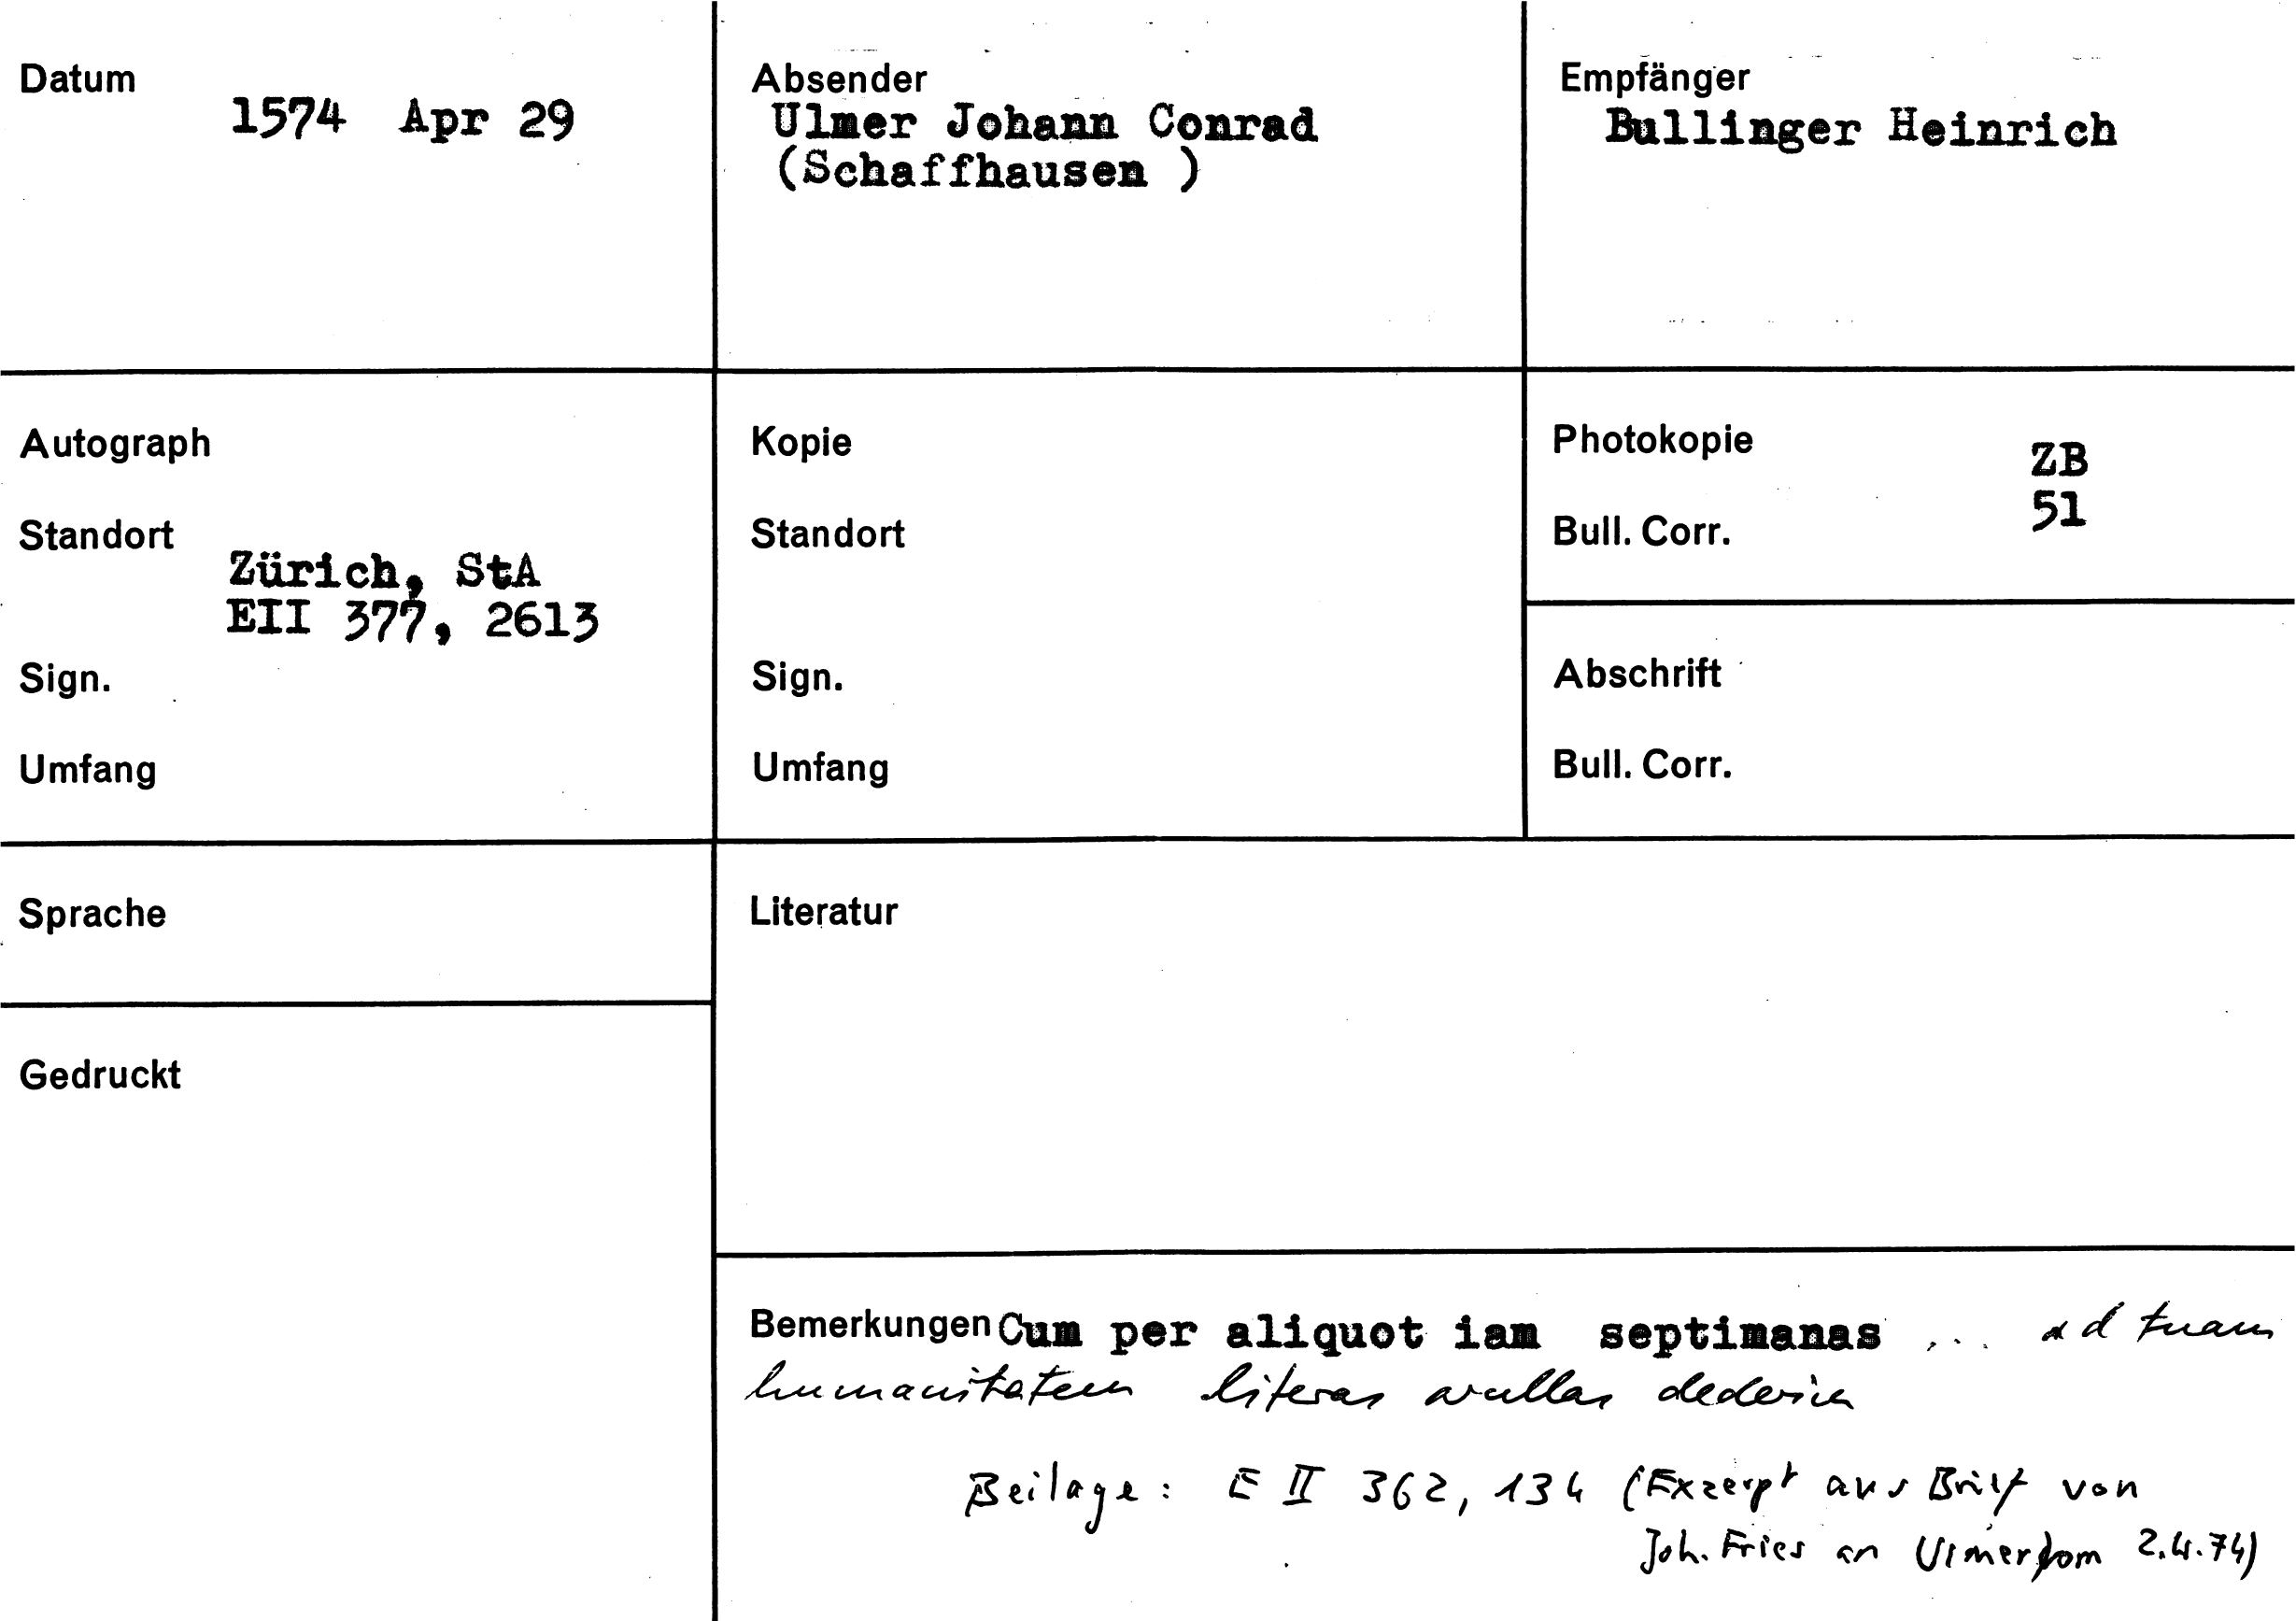 Datum
1574 Apr 29
Absender
Ulmer Johann Conrad
(Schaffhausen )
Empfänger
Bullinger Heinrich
Autograph
Standort
Zürich, StA
EII 377, 2613
Sign.
Umfang
Kopie
Standort
Sign.
Umfang
Photokopie
ZB
Bull. Corr.
51
Abschrift
Bull. Corr.
Sprache
Gedruckt
Literatur
Bemerkungen Cum per aliquot iam septimanas ... ad tuam
humanitatem literas nullas dederim
Beilage: E II 362, 134 (Exzerpt aus Brief von
Joh. Fries an Ulmer vom 2.4.74)